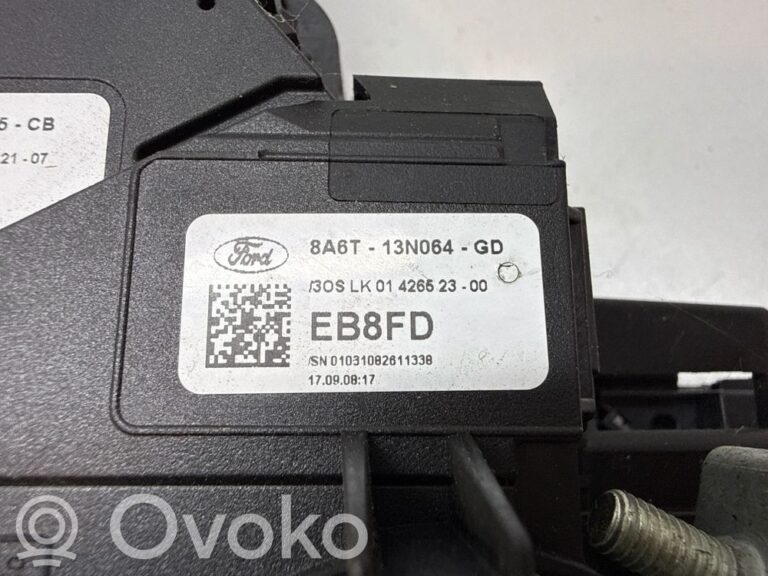 5 - CB
21 - 07
Ford
8A6T - 13N064 - GD
/3OS LK 01 4265 23 - 00
EB8FD
/SN 01031082611338
17.09.08:17
Ovoko